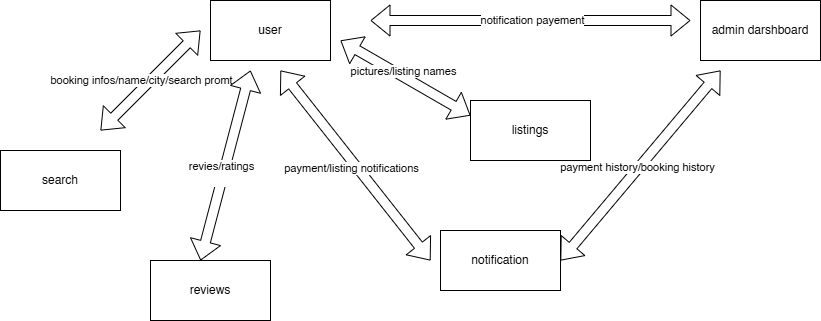 user
notification payement
admin darshboard
booking infos/name/city/search promt
pictures/listing names
listings
search
revies/ratings
payment/listing notifications
payment history/booking history
notification
reviews